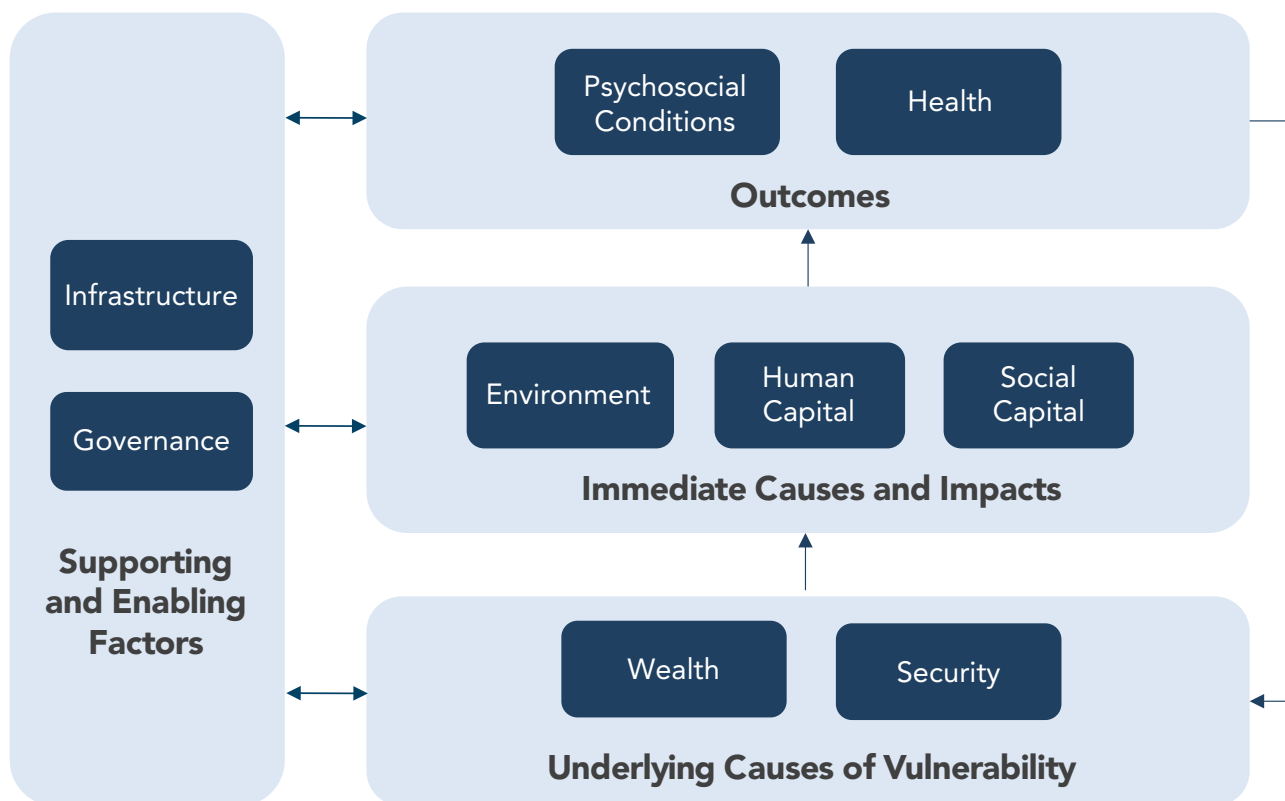 Infrastructure
Governance
Supporting
and Enabling
Factors
Psychosocial
Conditions
Health
Outcomes
Environment
Human
Capital
Social
Capital
Immediate Causes and Impacts
Wealth
Security
Underlying Causes of Vulnerability